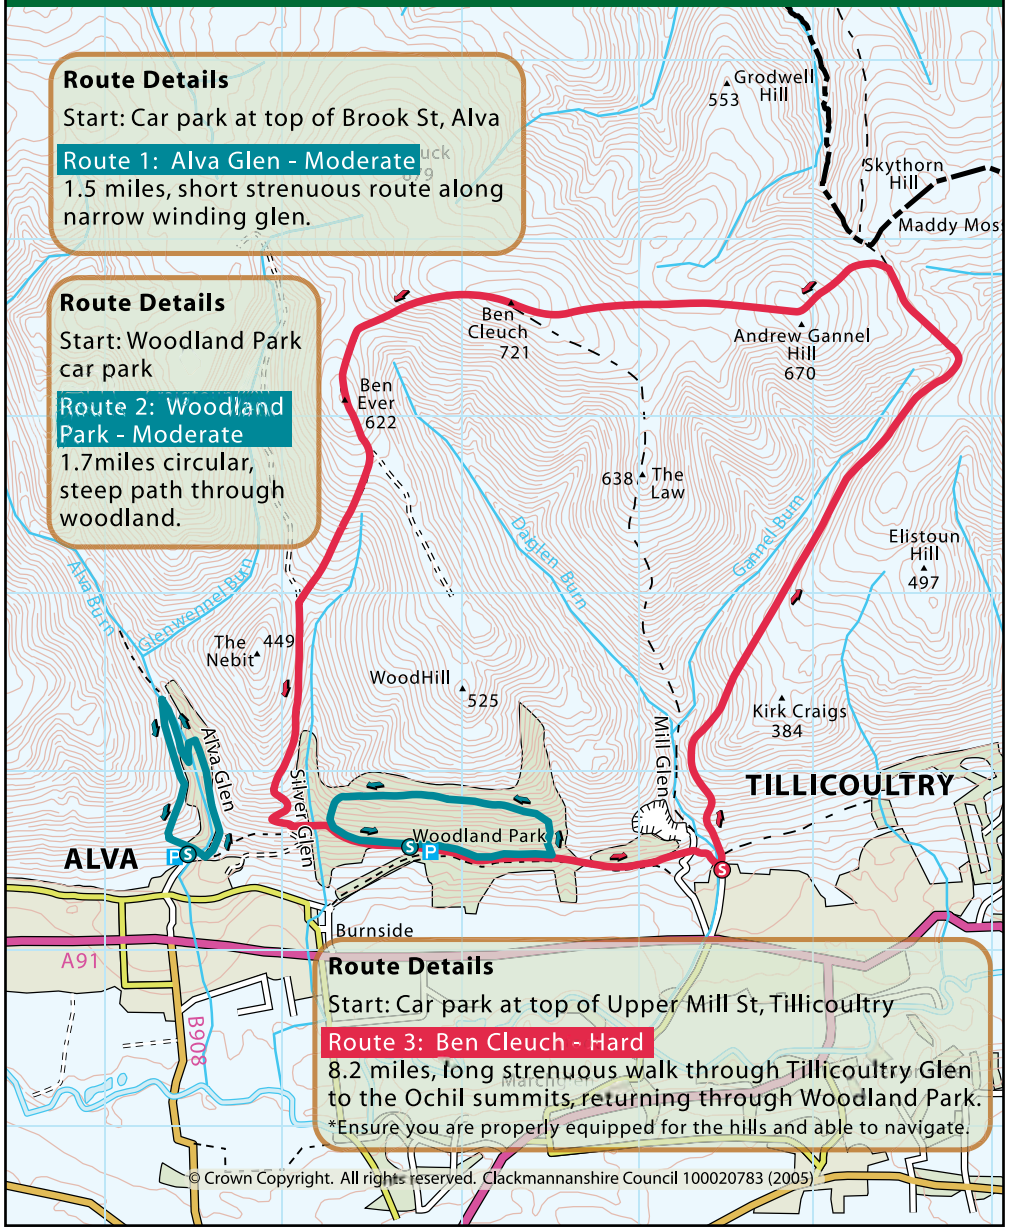 Route Details
Start: Car park at top of Brook St, Alva
Route 1: Alva Glen - Moderate
1.5 miles, short strenuous route along
narrow winding glen.
Grodwell
Hill
553
Skythorn
Hill
Maddy Mos
Route Details
Start: Woodland Park
car park
Route 2: Woodland
Park - Moderate
1.7miles circular,
steep path through
woodland.
Ben
Cleuch
721
Andrew Gannel
Hill
670
Ben
Ever
622
638
The
Law
Daiglen Burn
Gannel Burn
Elistoun
Hill
497
Alva Burn
Glenwennel Burn
The
Nebit
449
WoodHill
525
Kirk Craigs
384
Alva Glen
Silver Glen
Mill Glen
TILLICOULTRY
Woodland Park
ALVA
P
S
S
P
S
Burnside
A91
B908
Route Details
Start: Car park at top of Upper Mill St, Tillicoultry
Route 3: Ben Cleuch - Hard
8.2 miles, long strenuous walk through Tillicoultry Glen
to the Ochil summits, returning through Woodland Park.
*Ensure you are properly equipped for the hills and able to navigate.
© Crown Copyright. All rights reserved. Clackmannanshire Council 100020783 (2005)